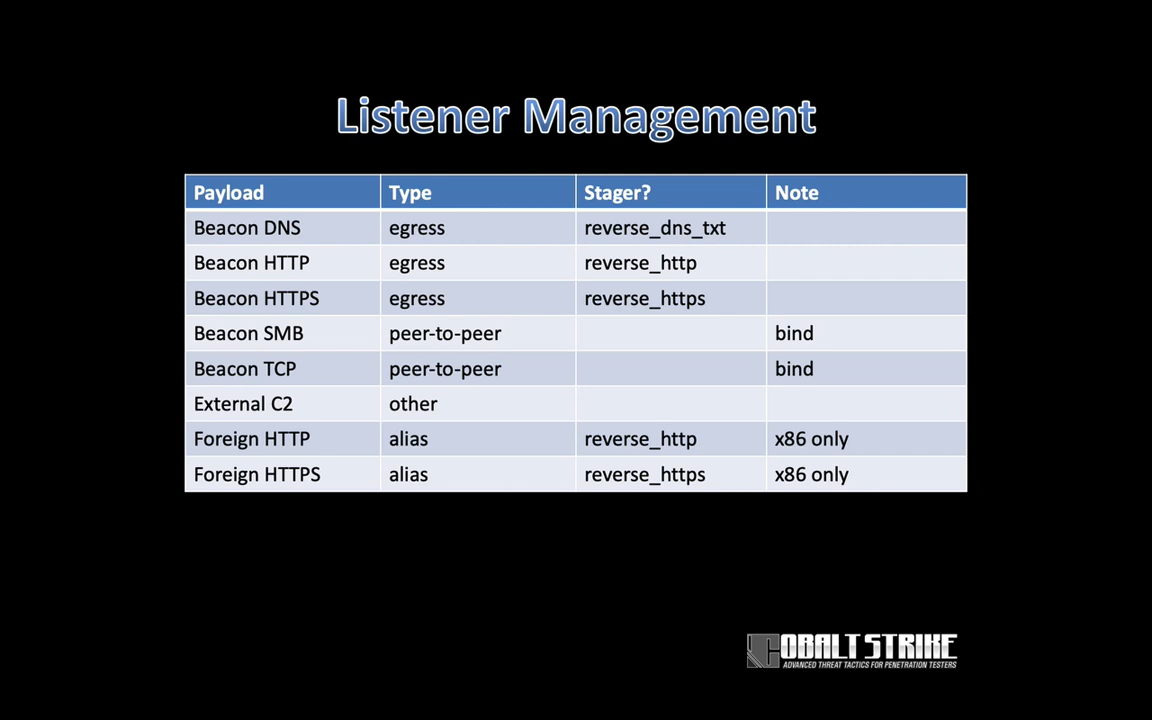 Listener Management
Payload Type Stager? Note
Beacon DNS egress reverse_dns_txt
Beacon HTTP egress reverse_http
Beacon HTTPS egress reverse_https
Beacon SMB peer-to-peer bind
Beacon TCP peer-to-peer bind
External C2 other
Foreign HTTP alias reverse_http x86 only
Foreign HTTPS alias reverse_https x86 only
COBALT STRIKE
ADVANCED THREAT TACTICS FOR PENETRATION TESTERS